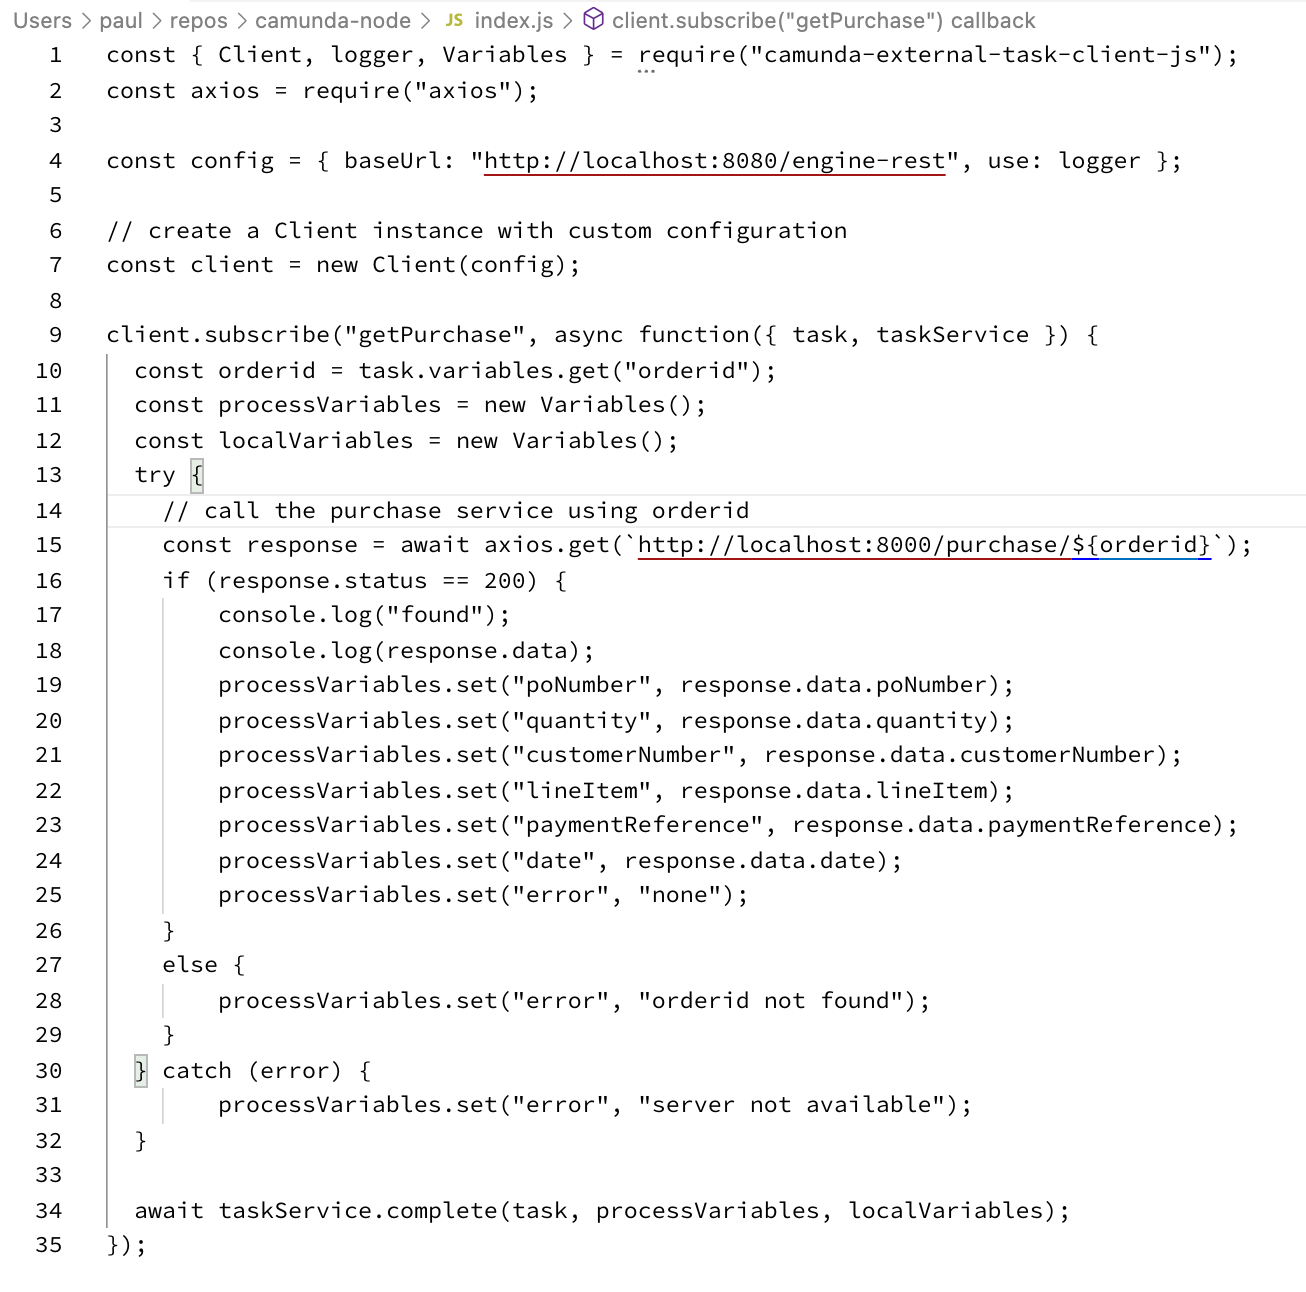 Users > paul > repos > camunda-node > JS index.js > client.subscribe("getPurchase") callback
1 const { Client, logger, Variables } = require("camunda-external-task-client-js");
2 const axios = require("axios");
3
4 const config = { baseUrl: "http://localhost:8080/engine-rest", use: logger };
5
6 // create a Client instance with custom configuration
7 const client = new Client(config);
8
9 client.subscribe("getPurchase", async function({ task, taskService }) {
10   const orderid = task.variables.get("orderid");
11   const processVariables = new Variables();
12   const localVariables = new Variables();
13   try {
14     // call the purchase service using orderid
15     const response = await axios.get(`http://localhost:8000/purchase/${orderid}`);
16     if (response.status == 200) {
17         console.log("found");
18         console.log(response.data);
19         processVariables.set("poNumber", response.data.poNumber);
20         processVariables.set("quantity", response.data.quantity);
21         processVariables.set("customerNumber", response.data.customerNumber);
22         processVariables.set("lineItem", response.data.lineItem);
23         processVariables.set("paymentReference", response.data.paymentReference);
24         processVariables.set("date", response.data.date);
25         processVariables.set("error", "none");
26     }
27     else {
28         processVariables.set("error", "orderid not found");
29     }
30   } catch (error) {
31         processVariables.set("error", "server not available");
32   }
33
34   await taskService.complete(task, processVariables, localVariables);
35 });